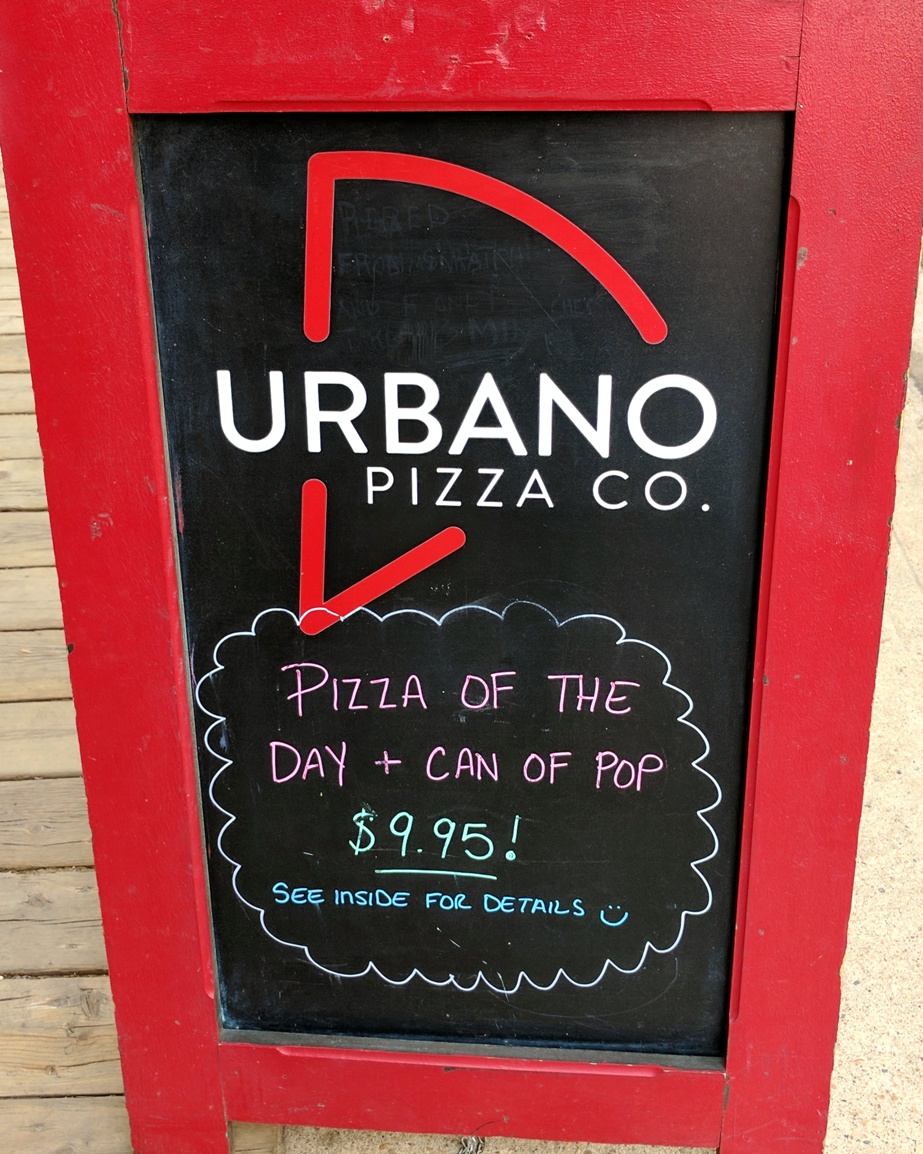 URBANO
PIZZA CO.
PIZZA OF THE
DAY + CAN OF POP
$9.95!
SEE INSIDE FOR DETAILS